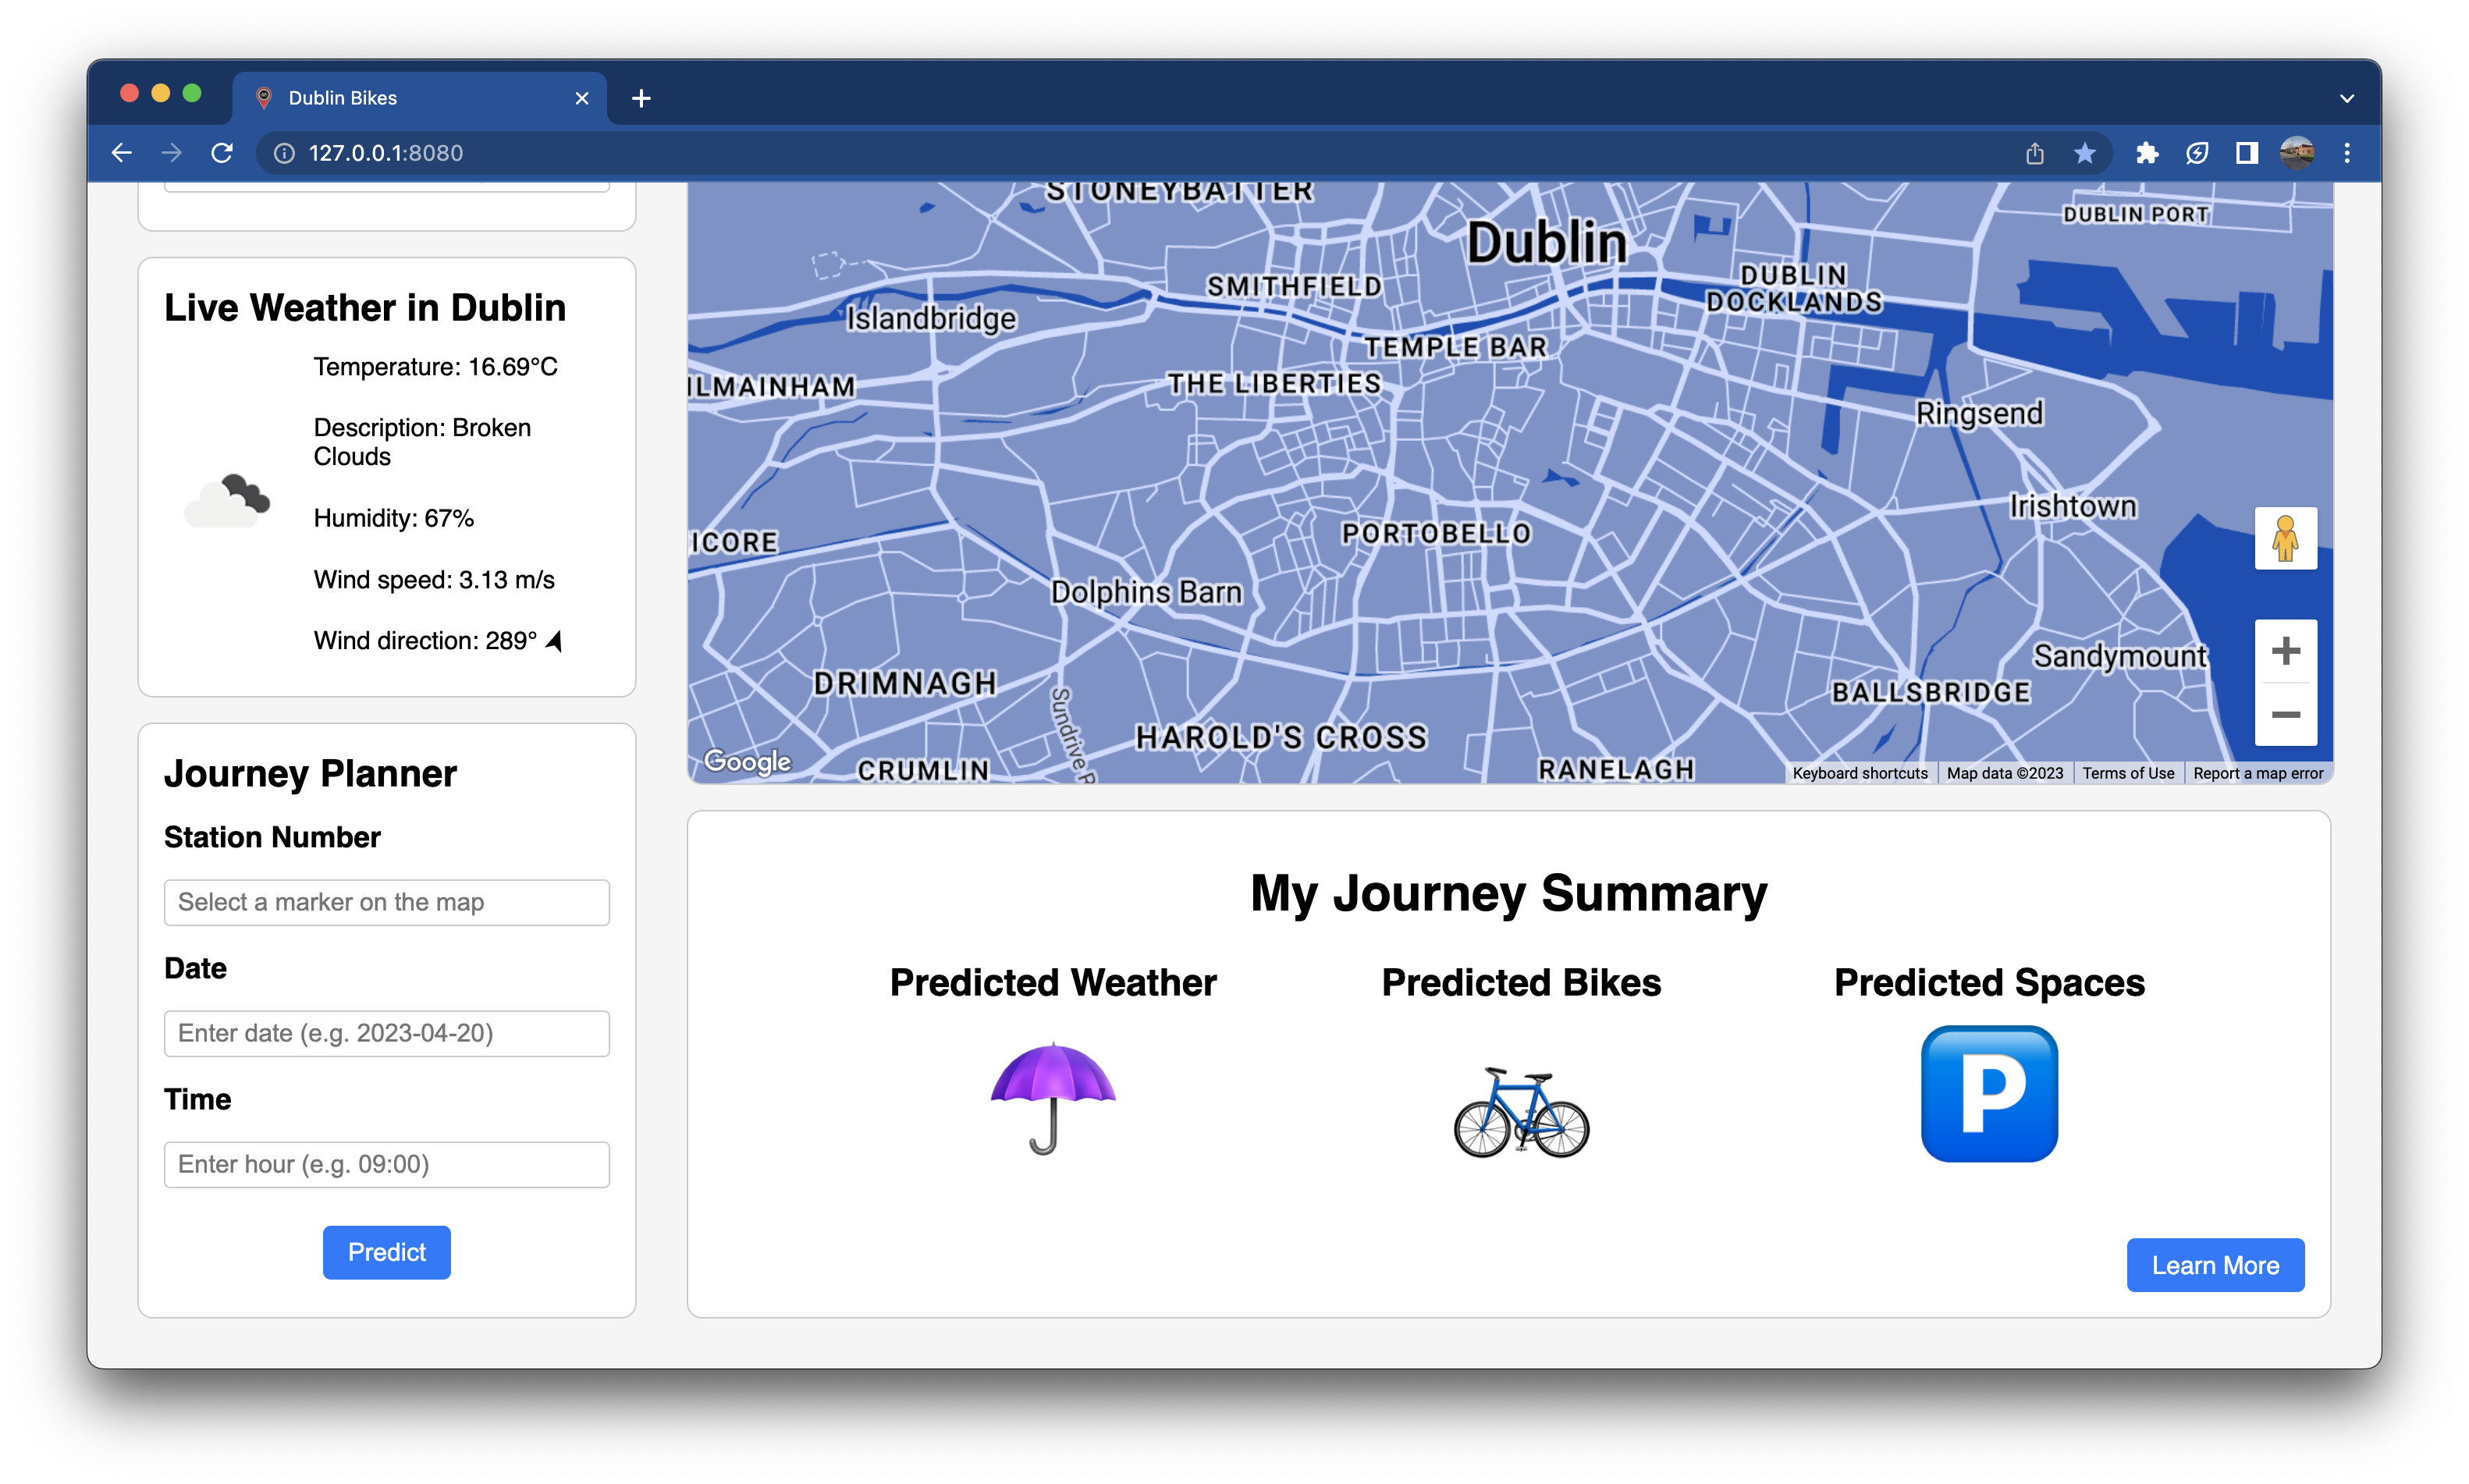 Dublin Bikes
127.0.0.1:8080
Live Weather in Dublin
Temperature: 16.69°C
Description: Broken
Clouds
Humidity: 67%
Wind speed: 3.13 m/s
Wind direction: 289°
Journey Planner
Station Number
Select a marker on the map
Date
Enter date (e.g. 2023-04-20)
Time
Enter hour (e.g. 09:00)
Predict
STONEYBATTER
DUBLIN PORT
Dublin
SMITHFIELD
DUBLIN
DOCKLANDS
Islandbridge
TEMPLE BAR
ILMAINHAM
THE LIBERTIES
Ringsend
Irishtown
PORTOBELLO
ICORE
Dolphins Barn
Sandymount
DRIMNAGH
BALLSBRIDGE
Sundrive R
HAROLD'S CROSS
Google
CRUMLIN
RANELAGH
Keyboard shortcuts
Map data ©2023
Terms of Use
Report a map error
My Journey Summary
Predicted Weather
Predicted Bikes
Predicted Spaces
P
Learn More